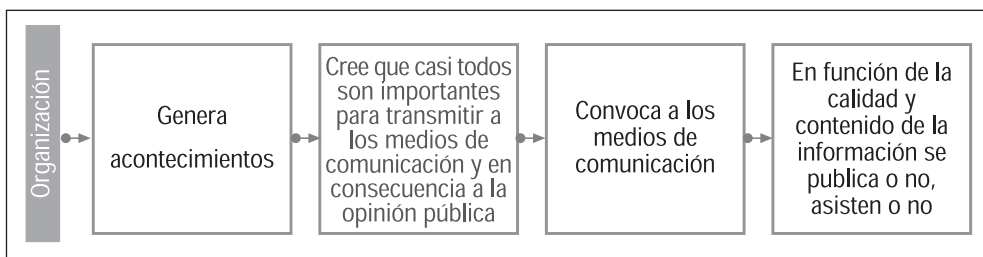 Organización
Genera
acontecimientos
Cree que casi todos
son importantes
para transmitir a
los medios de
comunicación y en
consecuencia a la
opinión pública
Convoca a los
medios de
comunicación
En función de la
calidad y
contenido de la
información se
publica o no,
asisten o no